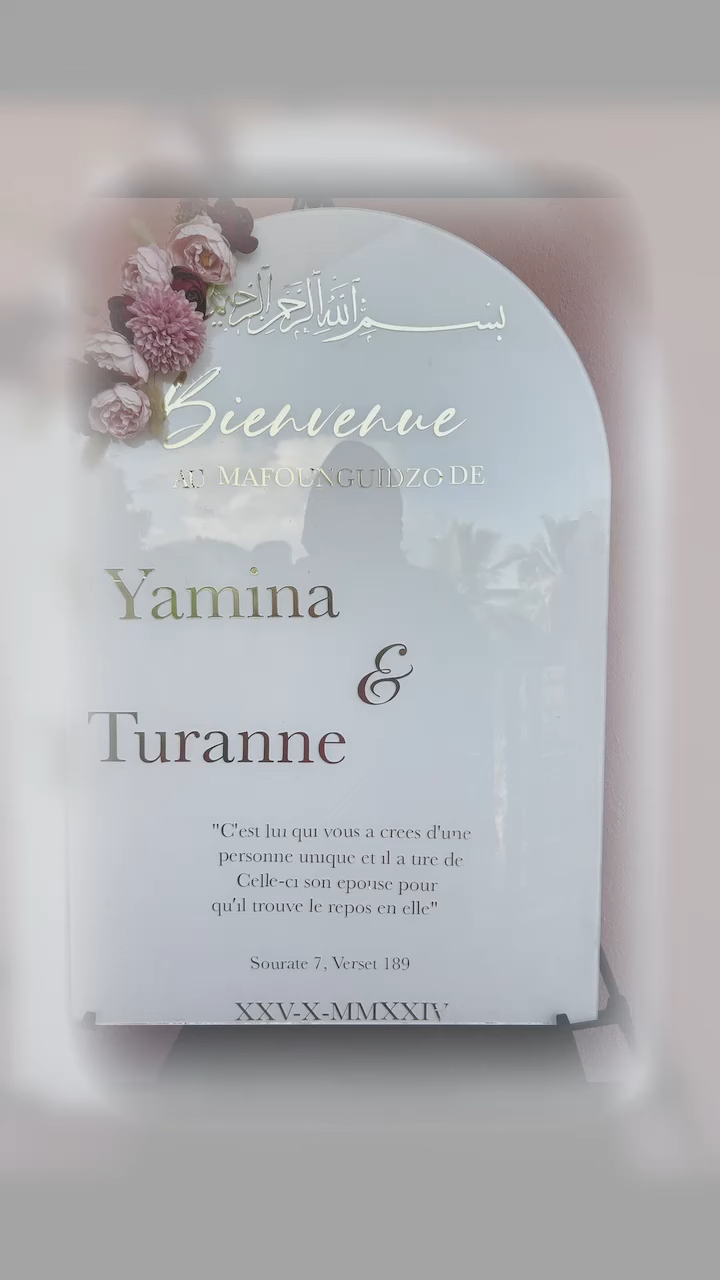 بسم الله الرحمن الرحيم
Bienvenue
AU MAFOUNGUIDZO DE
Yamina
&
Turanne
"C'est lui qui vous a crees d'une
personne unique et il a tire de
Celle-ci son epouse pour
qu'il trouve le repos en elle"
Sourate 7, Verset 189
XXV-X-MMXXIV